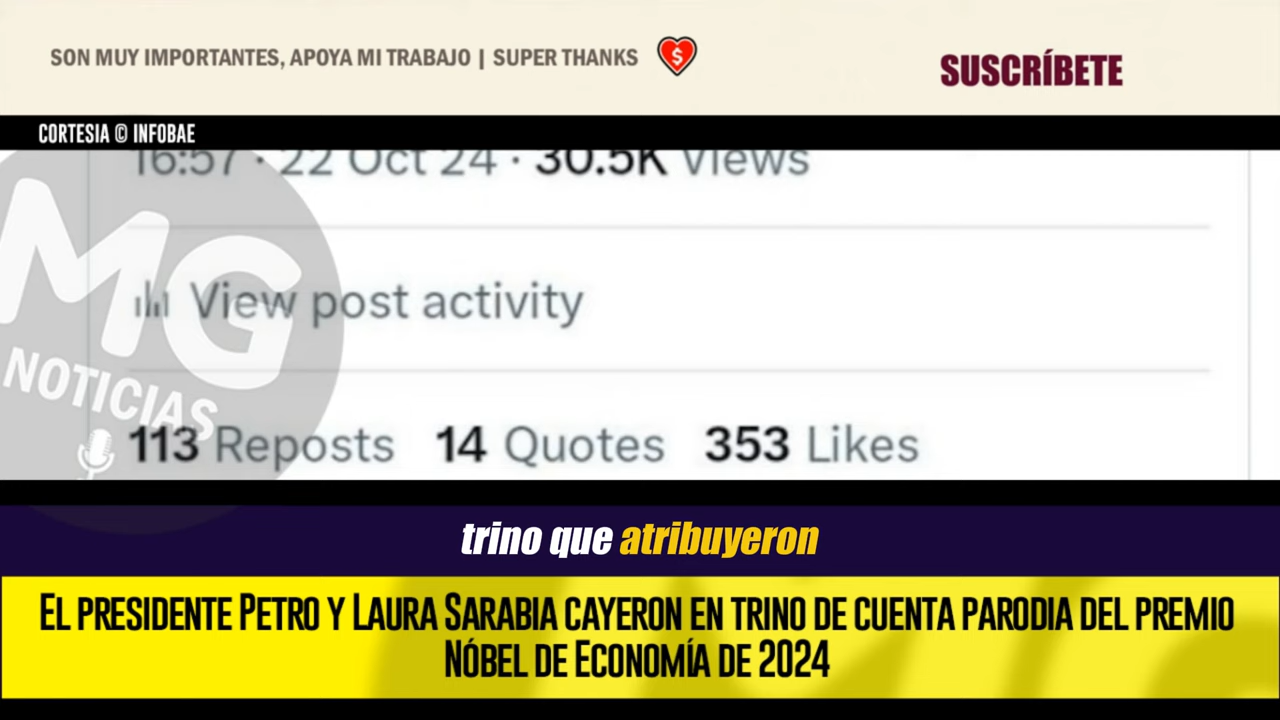 SON MUY IMPORTANTES, APOYA MI TRABAJO | SUPER THANKS
SUSCRÍBETE
CORTESIA © INFOBAE
16:57 · 22 Oct 24 · 30.5K Views
MG
NOTICIAS
View post activity
113 Reposts 14 Quotes 353 Likes
trino que atribuyeron
EL PRESIDENTE PETRO Y LAURA SARABIA CAYERON EN TRINO DE CUENTA PARODIA DEL PREMIO
NÓBEL DE ECONOMÍA DE 2024